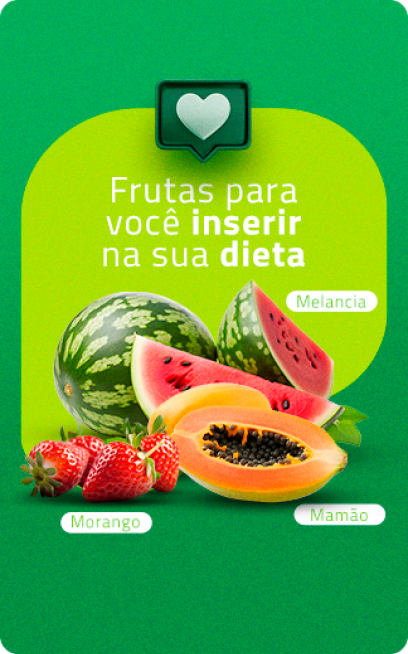 Frutas para
você inserir
na sua dieta
Melancia
Morango
Mamão